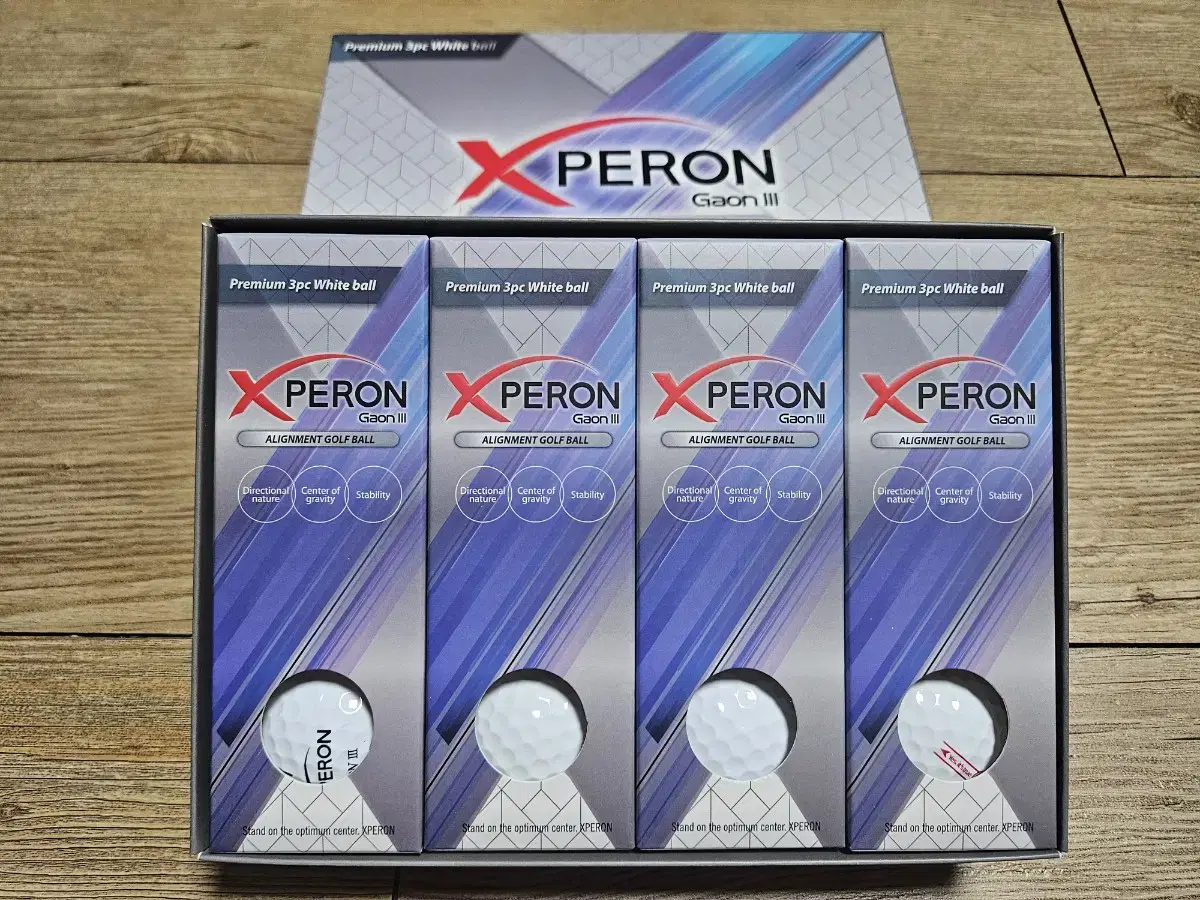 Premium 3pc White ball
XPERON
Gaon III
Premium 3pc White ball
XPERON
Gaon III
ALIGNMENT GOLF BALL
Directional nature
Center of gravity
Stability
PERON
III
Stand on the optimum center. XPERON
Premium 3pc White ball
XPERON
Gaon III
ALIGNMENT GOLF BALL
Directional nature
Center of gravity
Stability
Stand on the optimum center. XPERON
Premium 3pc White ball
XPERON
Gaon III
ALIGNMENT GOLF BALL
Directional nature
Center of gravity
Stability
Stand on the optimum center. XPERON
Premium 3pc White ball
XPERON
Gaon III
ALIGNMENT GOLF BALL
Directional nature
Center of gravity
Stability
Stand on the optimum center. XPERON